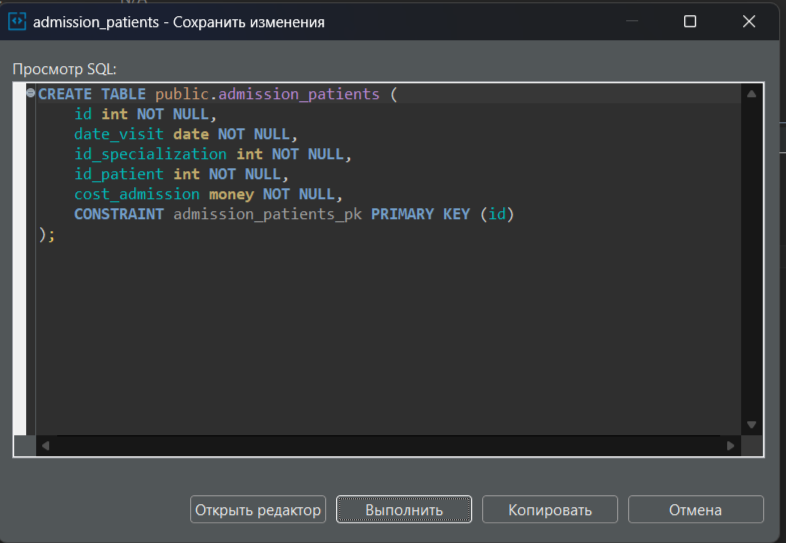 N/A
admission_patients - Сохранить изменения
Просмотр SQL:
CREATE TABLE public.admission_patients (
    id int NOT NULL,
    date_visit date NOT NULL,
    id_specialization int NOT NULL,
    id_patient int NOT NULL,
    cost_admission money NOT NULL,
    CONSTRAINT admission_patients_pk PRIMARY KEY (id)
);
Открыть редактор Выполнить Копировать Отмена